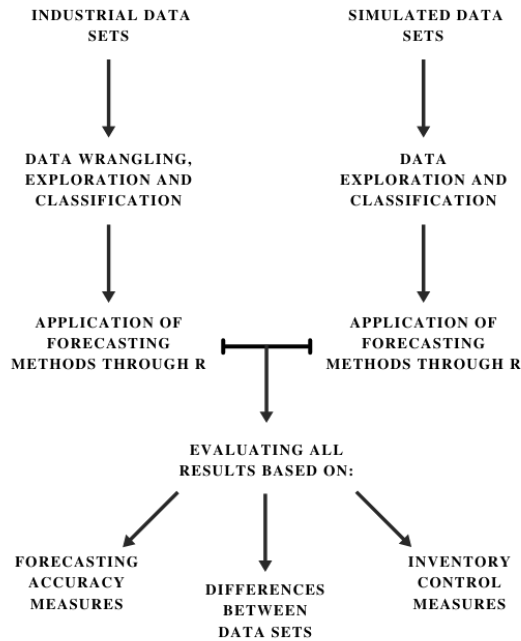 INDUSTRIAL DATA
SETS
SIMULATED DATA
SETS
DATA WRANGLING,
EXPLORATION AND
CLASSIFICATION
DATA
EXPLORATION AND
CLASSIFICATION
APPLICATION OF
FORECASTING
METHODS THROUGH R
APPLICATION OF
FORECASTING
METHODS THROUGH R
EVALUATING ALL
RESULTS BASED ON:
FORECASTING
ACCURACY
MEASURES
DIFFERENCES
BETWEEN
DATA SETS
INVENTORY
CONTROL
MEASURES